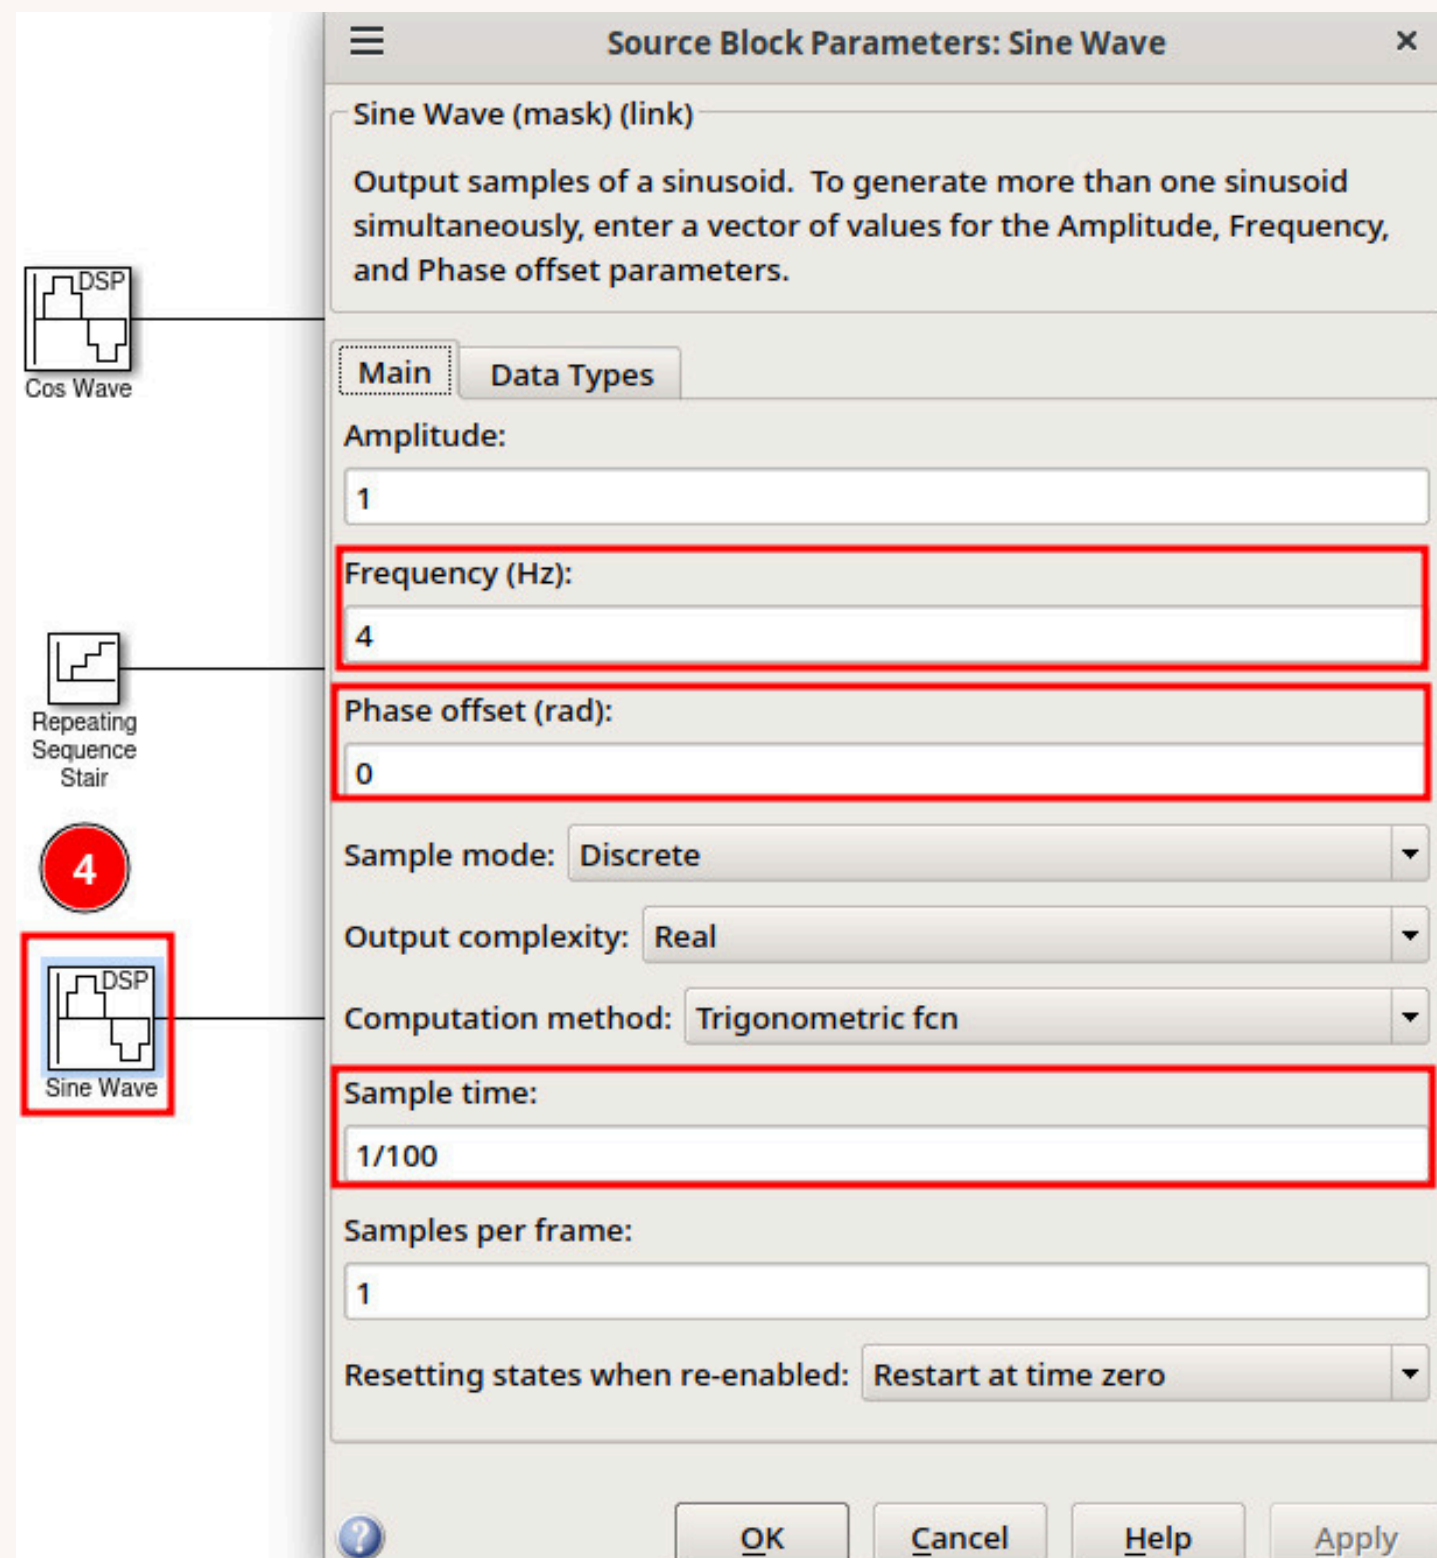 Source Block Parameters: Sine Wave
Sine Wave (mask) (link)
Output samples of a sinusoid. To generate more than one sinusoid
simultaneously, enter a vector of values for the Amplitude, Frequency,
and Phase offset parameters.
DSP
Cos Wave
Main Data Types
Amplitude:
1
Frequency (Hz):
4
Repeating
Sequence
Stair
Phase offset (rad):
0
4
Sample mode: Discrete
Output complexity: Real
DSP
Sine Wave
Computation method: Trigonometric fcn
Sample time:
1/100
Samples per frame:
1
Resetting states when re-enabled: Restart at time zero
? OK Cancel Help Apply